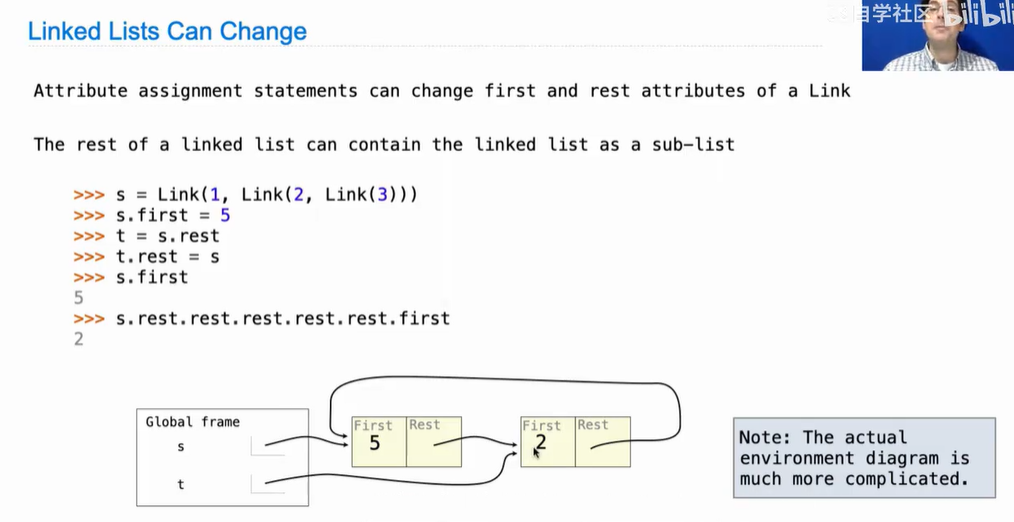 Linked Lists Can Change
自学社区 bilibili
Attribute assignment statements can change first and rest attributes of a Link
The rest of a linked list can contain the linked list as a sub-list
>>> s = Link(1, Link(2, Link(3)))
>>> s.first = 5
>>> t = s.rest
>>> t.rest = s
>>> s.first
5
>>> s.rest.rest.rest.rest.rest.first
2
Global frame
s
t
First Rest
5
First Rest
2
Note: The actual
environment diagram is
much more complicated.